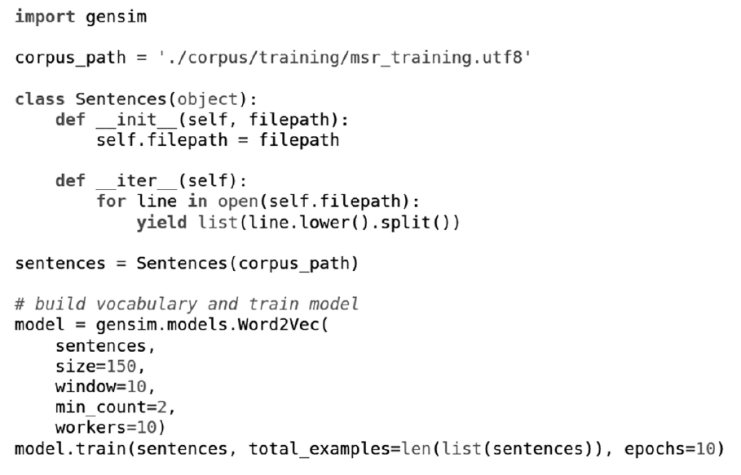 import gensim
corpus_path = './corpus/training/msr_training.utf8'
class Sentences(object):
    def __init__(self, filepath):
        self.filepath = filepath
    def __iter__(self):
        for line in open(self.filepath):
            yield list(line.lower().split())
sentences = Sentences(corpus_path)
# build vocabulary and train model
model = gensim.models.Word2Vec(
    sentences,
    size=150,
    window=10,
    min_count=2,
    workers=10)
model.train(sentences, total_examples=len(list(sentences)), epochs=10)